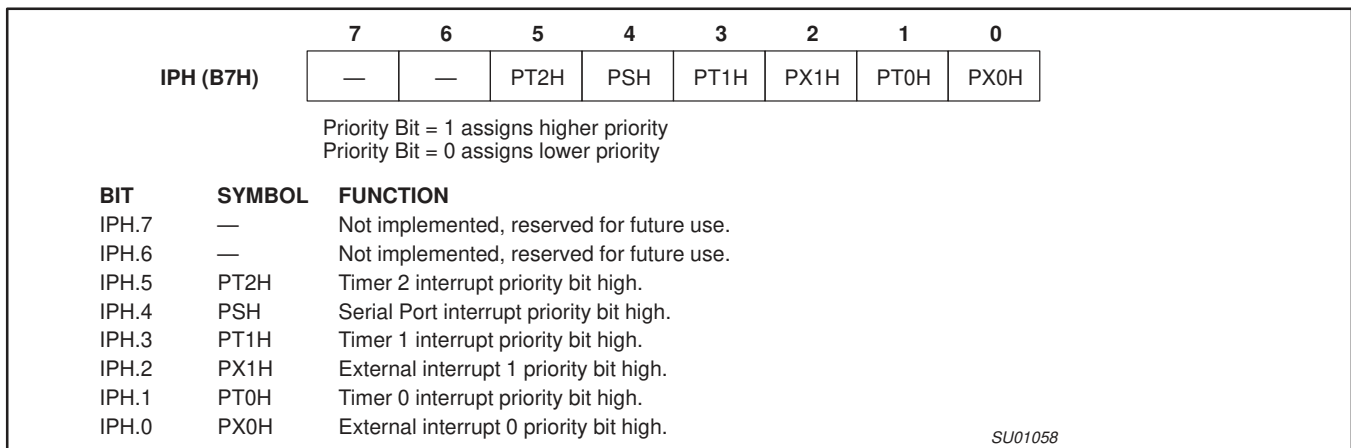 7 6 5 4 3 2 1 0
IPH (B7H) — — PT2H PSH PT1H PX1H PT0H PX0H
Priority Bit = 1 assigns higher priority
Priority Bit = 0 assigns lower priority
BIT SYMBOL FUNCTION
IPH.7 — Not implemented, reserved for future use.
IPH.6 — Not implemented, reserved for future use.
IPH.5 PT2H Timer 2 interrupt priority bit high.
IPH.4 PSH Serial Port interrupt priority bit high.
IPH.3 PT1H Timer 1 interrupt priority bit high.
IPH.2 PX1H External interrupt 1 priority bit high.
IPH.1 PT0H Timer 0 interrupt priority bit high.
IPH.0 PX0H External interrupt 0 priority bit high.
SU01058